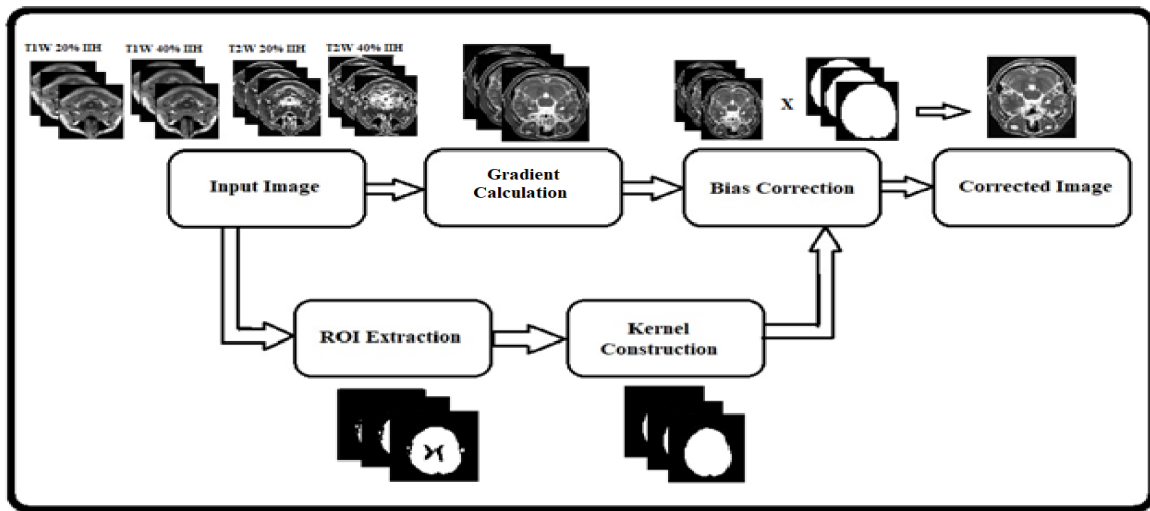 T1W 20% IIH
T1W 40% IIH
T2W 20% IIH
T2W 40% IIH
X
Input Image
Gradient
Calculation
Bias Correction
Corrected Image
ROI Extraction
Kernel
Construction